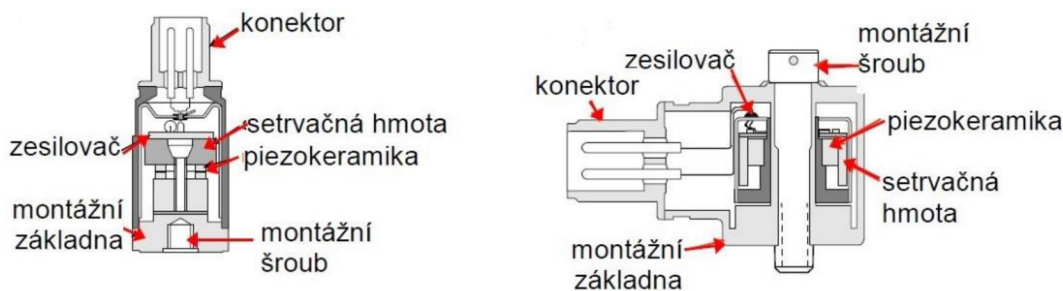 konektor
zesilovač
setrvačná hmota
piezokeramika
montážní
základna
montážní
šroub
konektor
zesilovač
montážní
šroub
piezokeramika
setrvačná
hmota
montážní
základna